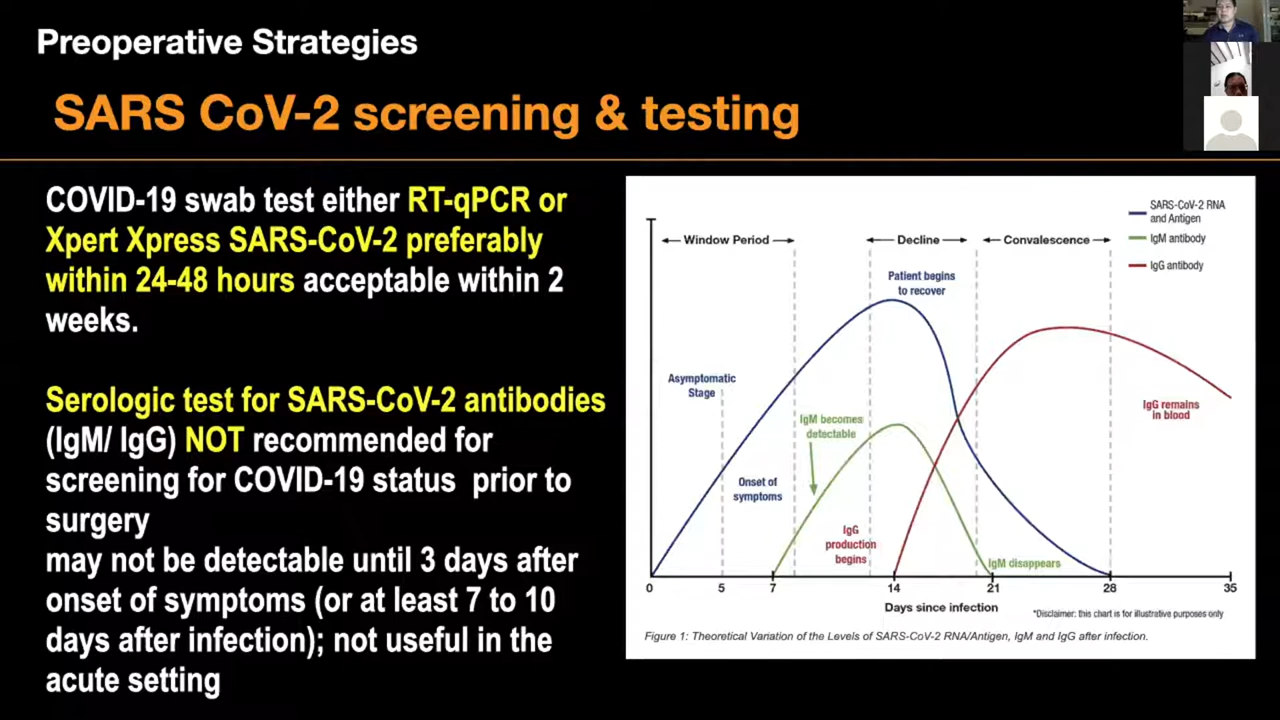 Preoperative Strategies
SARS CoV-2 screening & testing
COVID-19 swab test either RT-qPCR or
Xpert Xpress SARS-CoV-2 preferably
within 24-48 hours acceptable within 2
weeks.
Serologic test for SARS-CoV-2 antibodies
(IgM/ IgG) NOT recommended for
screening for COVID-19 status prior to
surgery
may not be detectable until 3 days after
onset of symptoms (or at least 7 to 10
days after infection); not useful in the
acute setting
SARS-CoV-2 RNA
and Antigen
IgM antibody
IgG antibody
Window Period
Decline
Convalescence
Patient begins
to recover
Asymptomatic
Stage
IgM becomes
detectable
IgG remains
in blood
Onset of
symptoms
IgG
production
begins
IgM disappears
0 5 7 14 21 28 35
Days since infection
*Disclaimer: this chart is for illustrative purposes only
Figure 1: Theoretical Variation of the Levels of SARS-CoV-2 RNA/Antigen, IgM and IgG after infection.